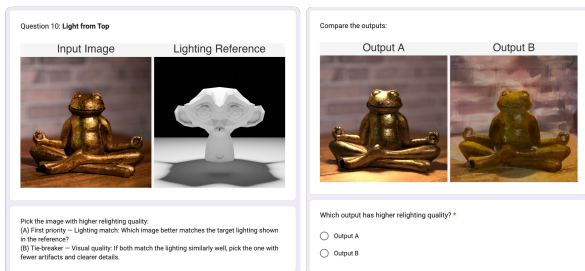 Question 10: Light from Top
Input Image
Lighting Reference
Pick the image with higher relighting quality:
(A) First priority — Lighting match: Which image better matches the target lighting shown
in the reference?
(B) Tie-breaker — Visual quality: If both match the lighting similarly well, pick the one with
fewer artifacts and clearer details.
Compare the outputs:
Output A
Output B
Which output has higher relighting quality? *
Output A
Output B